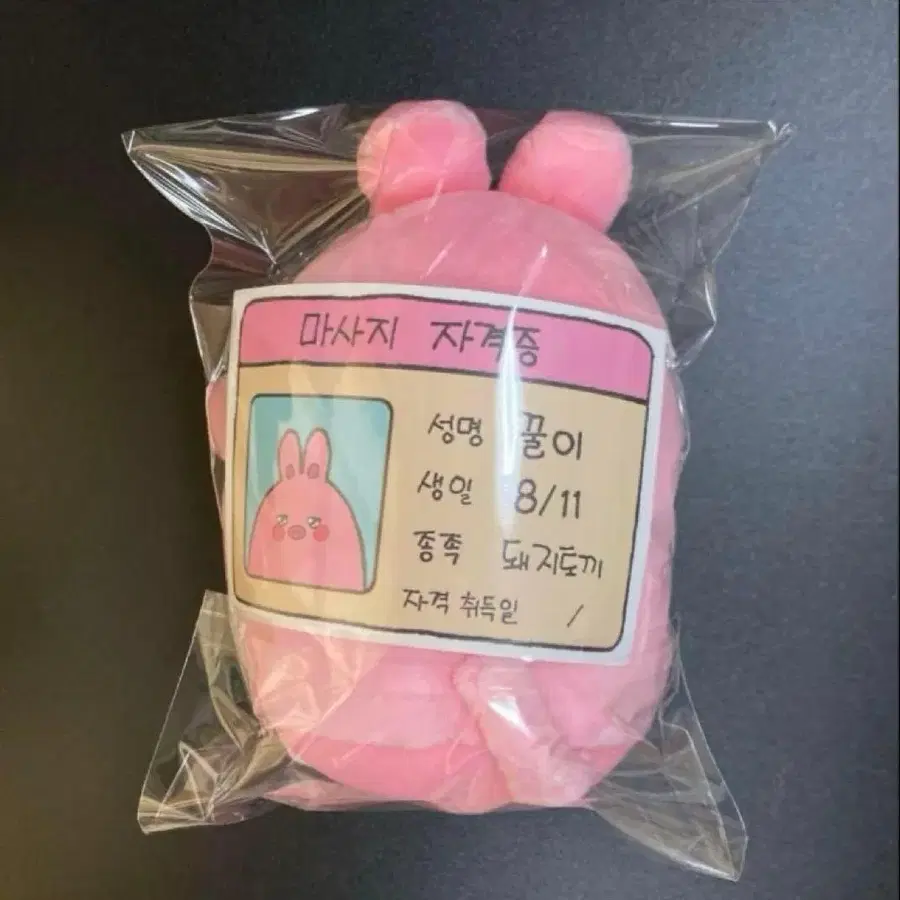 마사지 자격증
성명 꿀이
생일 8/11
종족 돼지토끼
자격 취득일 /